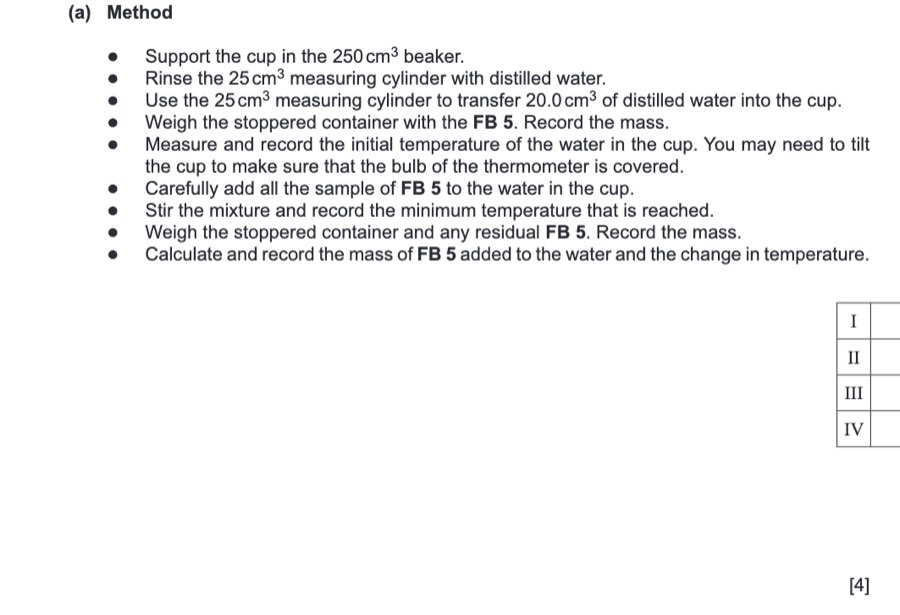 (a) Method
● Support the cup in the 250 cm³ beaker.
● Rinse the 25 cm³ measuring cylinder with distilled water.
● Use the 25 cm³ measuring cylinder to transfer 20.0 cm³ of distilled water into the cup.
● Weigh the stoppered container with the FB 5. Record the mass.
● Measure and record the initial temperature of the water in the cup. You may need to tilt
the cup to make sure that the bulb of the thermometer is covered.
● Carefully add all the sample of FB 5 to the water in the cup.
● Stir the mixture and record the minimum temperature that is reached.
● Weigh the stoppered container and any residual FB 5. Record the mass.
● Calculate and record the mass of FB 5 added to the water and the change in temperature.
I
II
III
IV
[4]